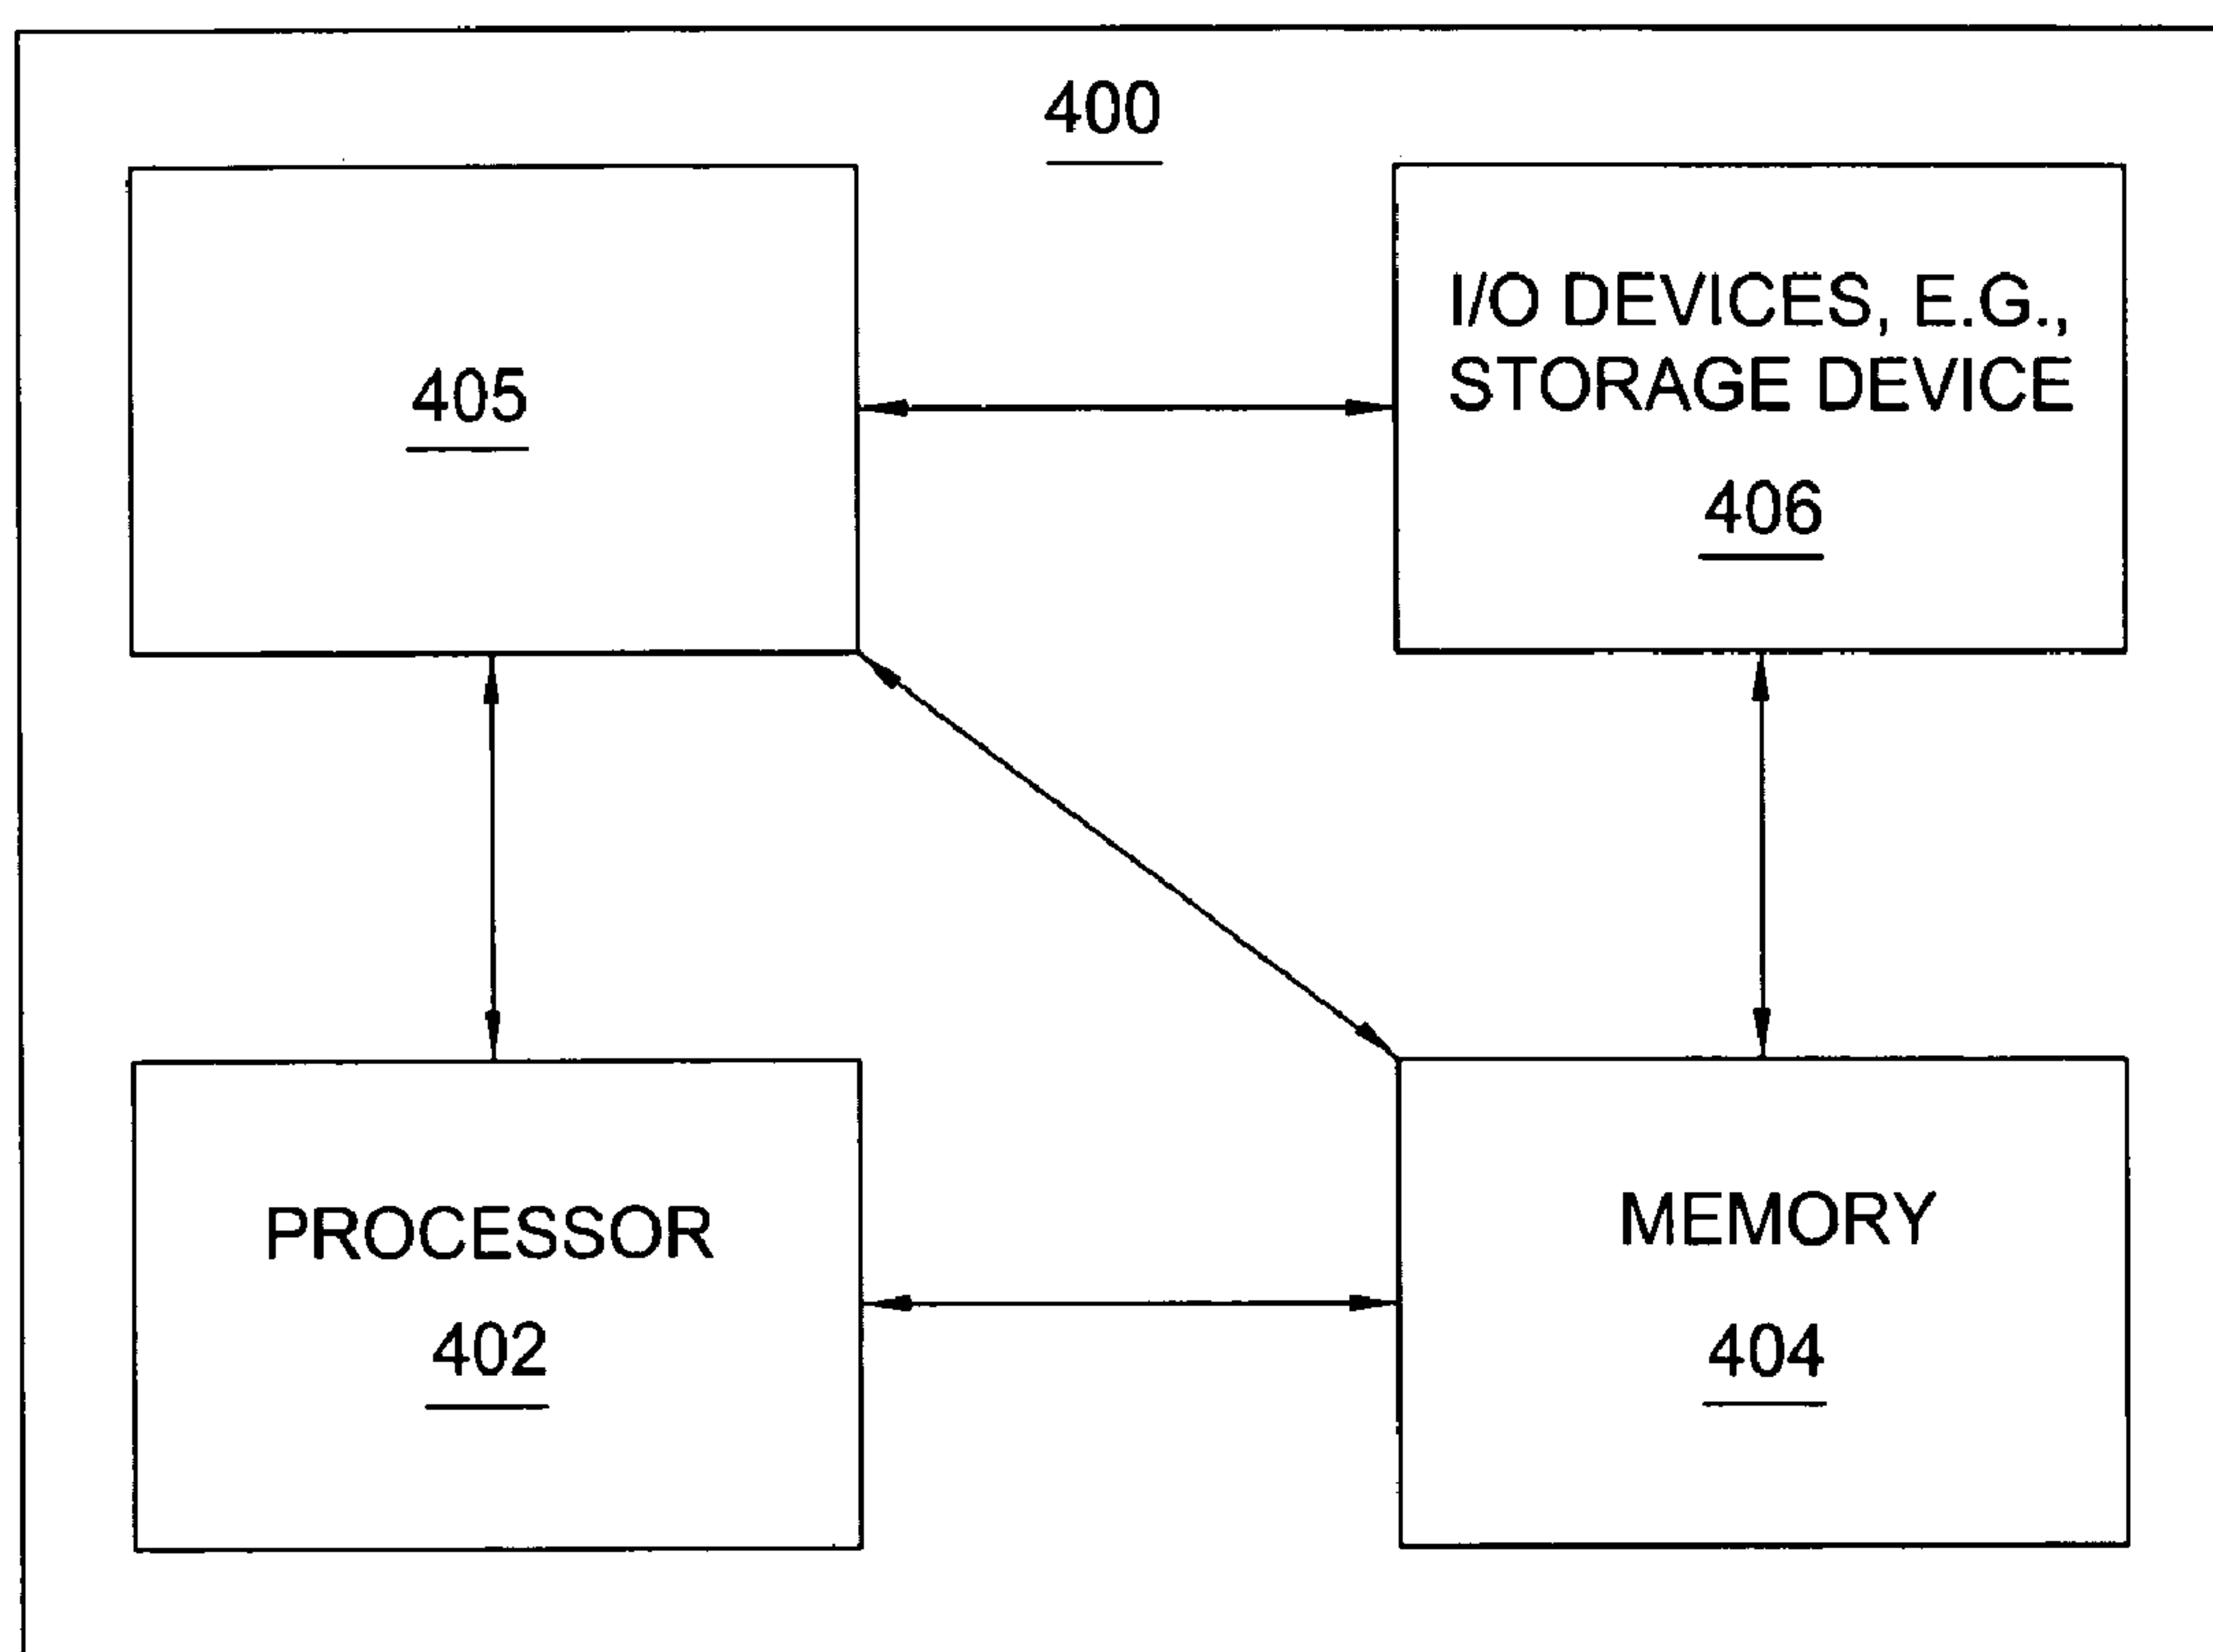 400
405
I/O DEVICES, E.G.,
STORAGE DEVICE
406
PROCESSOR
402
MEMORY
404